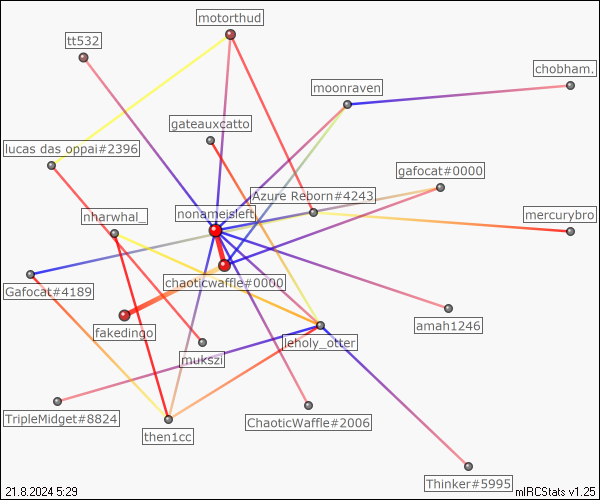 motorthud
tt532
chobham.
moonraven
gateauxcatto
lucas das oppai#2396
gafocat#0000
Azure Reborn#4243
nharwhal_
nonameisleft
mercurybro
chaoticwaffle#0000
Gafocat#4189
amah1246
fakedingo
leholy_otter
mukszi
TripleMidget#8824
ChaoticWaffle#2006
then1cc
Thinker#5995
21.8.2024 5:29
mIRCStats v1.25